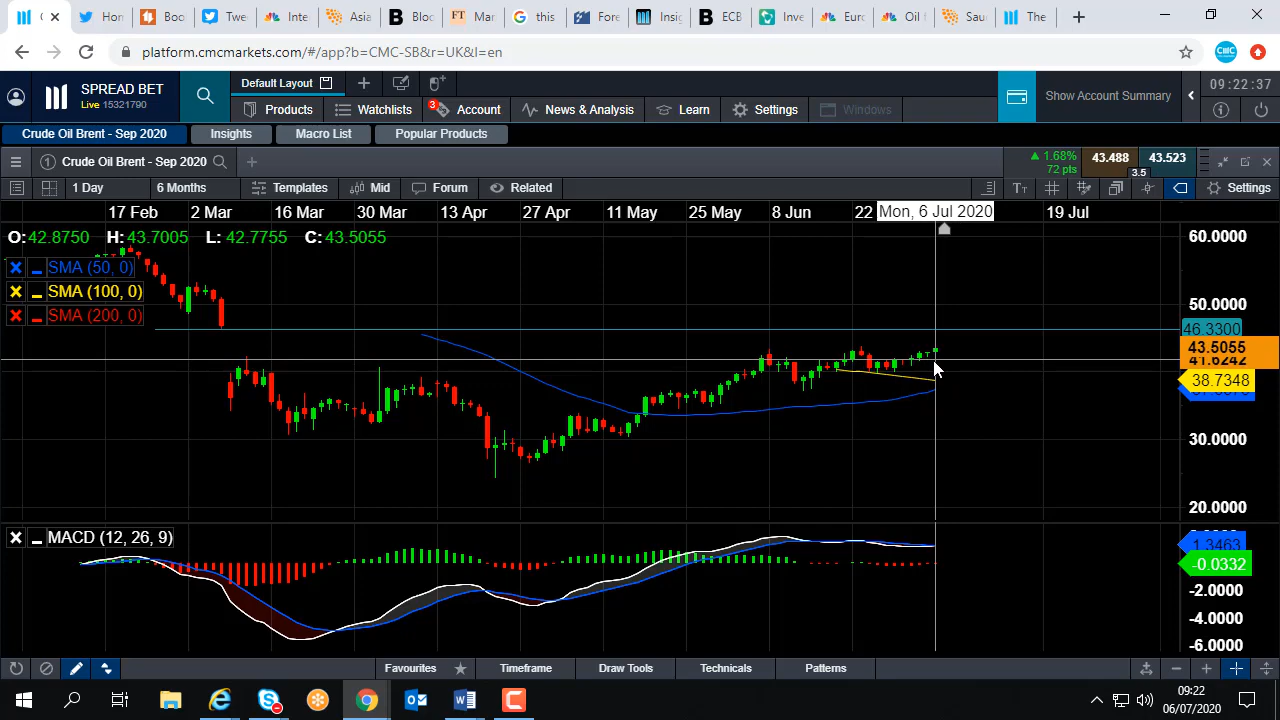 C Hon Boo Twe Inte Asia Bloc Mar this Fore Insig ECB Inve Euro Oil Sau The
platform.cmcmarkets.com/#/app?b=CMC-SB&r=UK&l=en
SPREAD BET
Live 15321790
Default Layout
Products Watchlists 3 Account News & Analysis Learn Settings Windows
Show Account Summary
09:22:37
Crude Oil Brent - Sep 2020 Insights Macro List Popular Products
1 Crude Oil Brent - Sep 2020
▲ 1.68%
72 pts
43.488 3.5 43.523
1 Day 6 Months Templates Mid Forum Related Settings
17 Feb 2 Mar 16 Mar 30 Mar 13 Apr 27 Apr 11 May 25 May 8 Jun 22 Mon, 6 Jul 2020 19 Jul
O:42.8750 H:43.7005 L: 42.7755 C:43.5055
SMA (50, 0)
SMA (100, 0)
SMA (200, 0)
60.0000
50.0000
46.3300
43.5055
41.6242
38.7348
30.0000
20.0000
MACD (12, 26, 9)
1.3463
-0.0332
-2.0000
-4.0000
-6.0000
Favourites Timeframe Draw Tools Technicals Patterns
09:22
06/07/2020